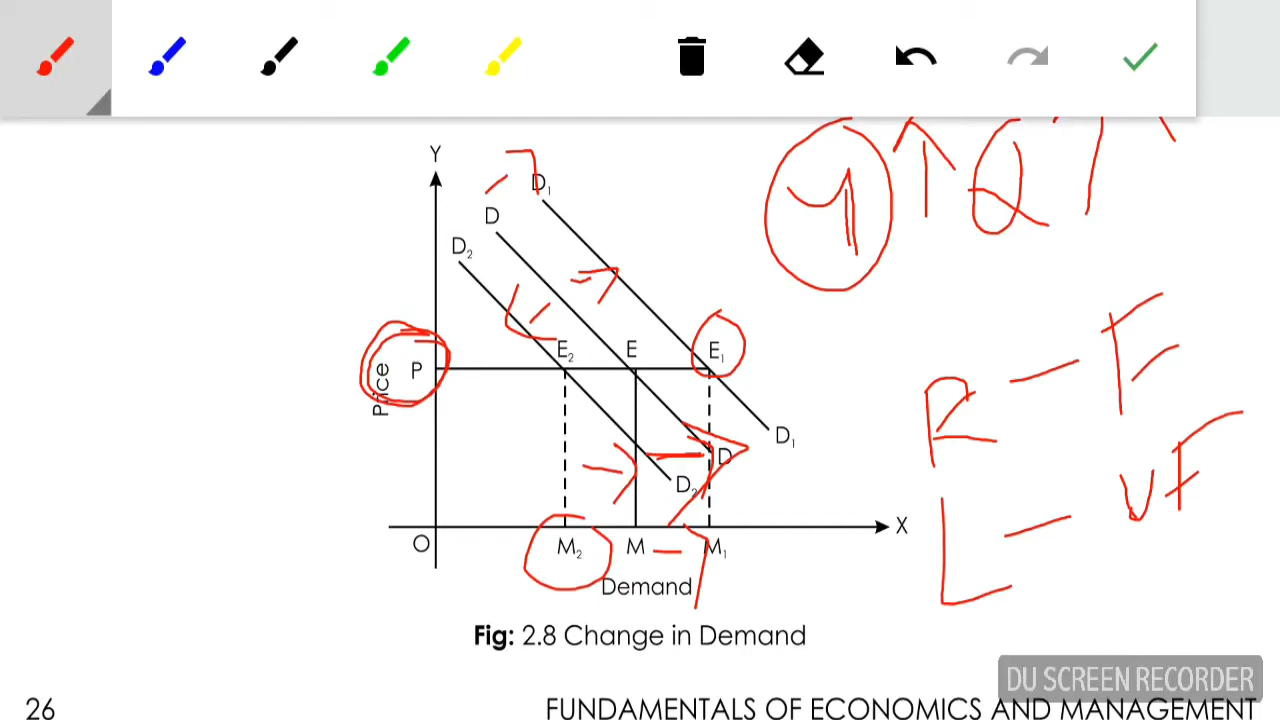 Y
D₁
D
D₂
E₂ E E₁
P
Price
D₁
D
D₂
X
O
M₂ M M₁
Demand
Fig: 2.8 Change in Demand
R — F
L — UF
DU SCREEN RECORDER
26 FUNDAMENTALS OF ECONOMICS AND MANAGEMENT